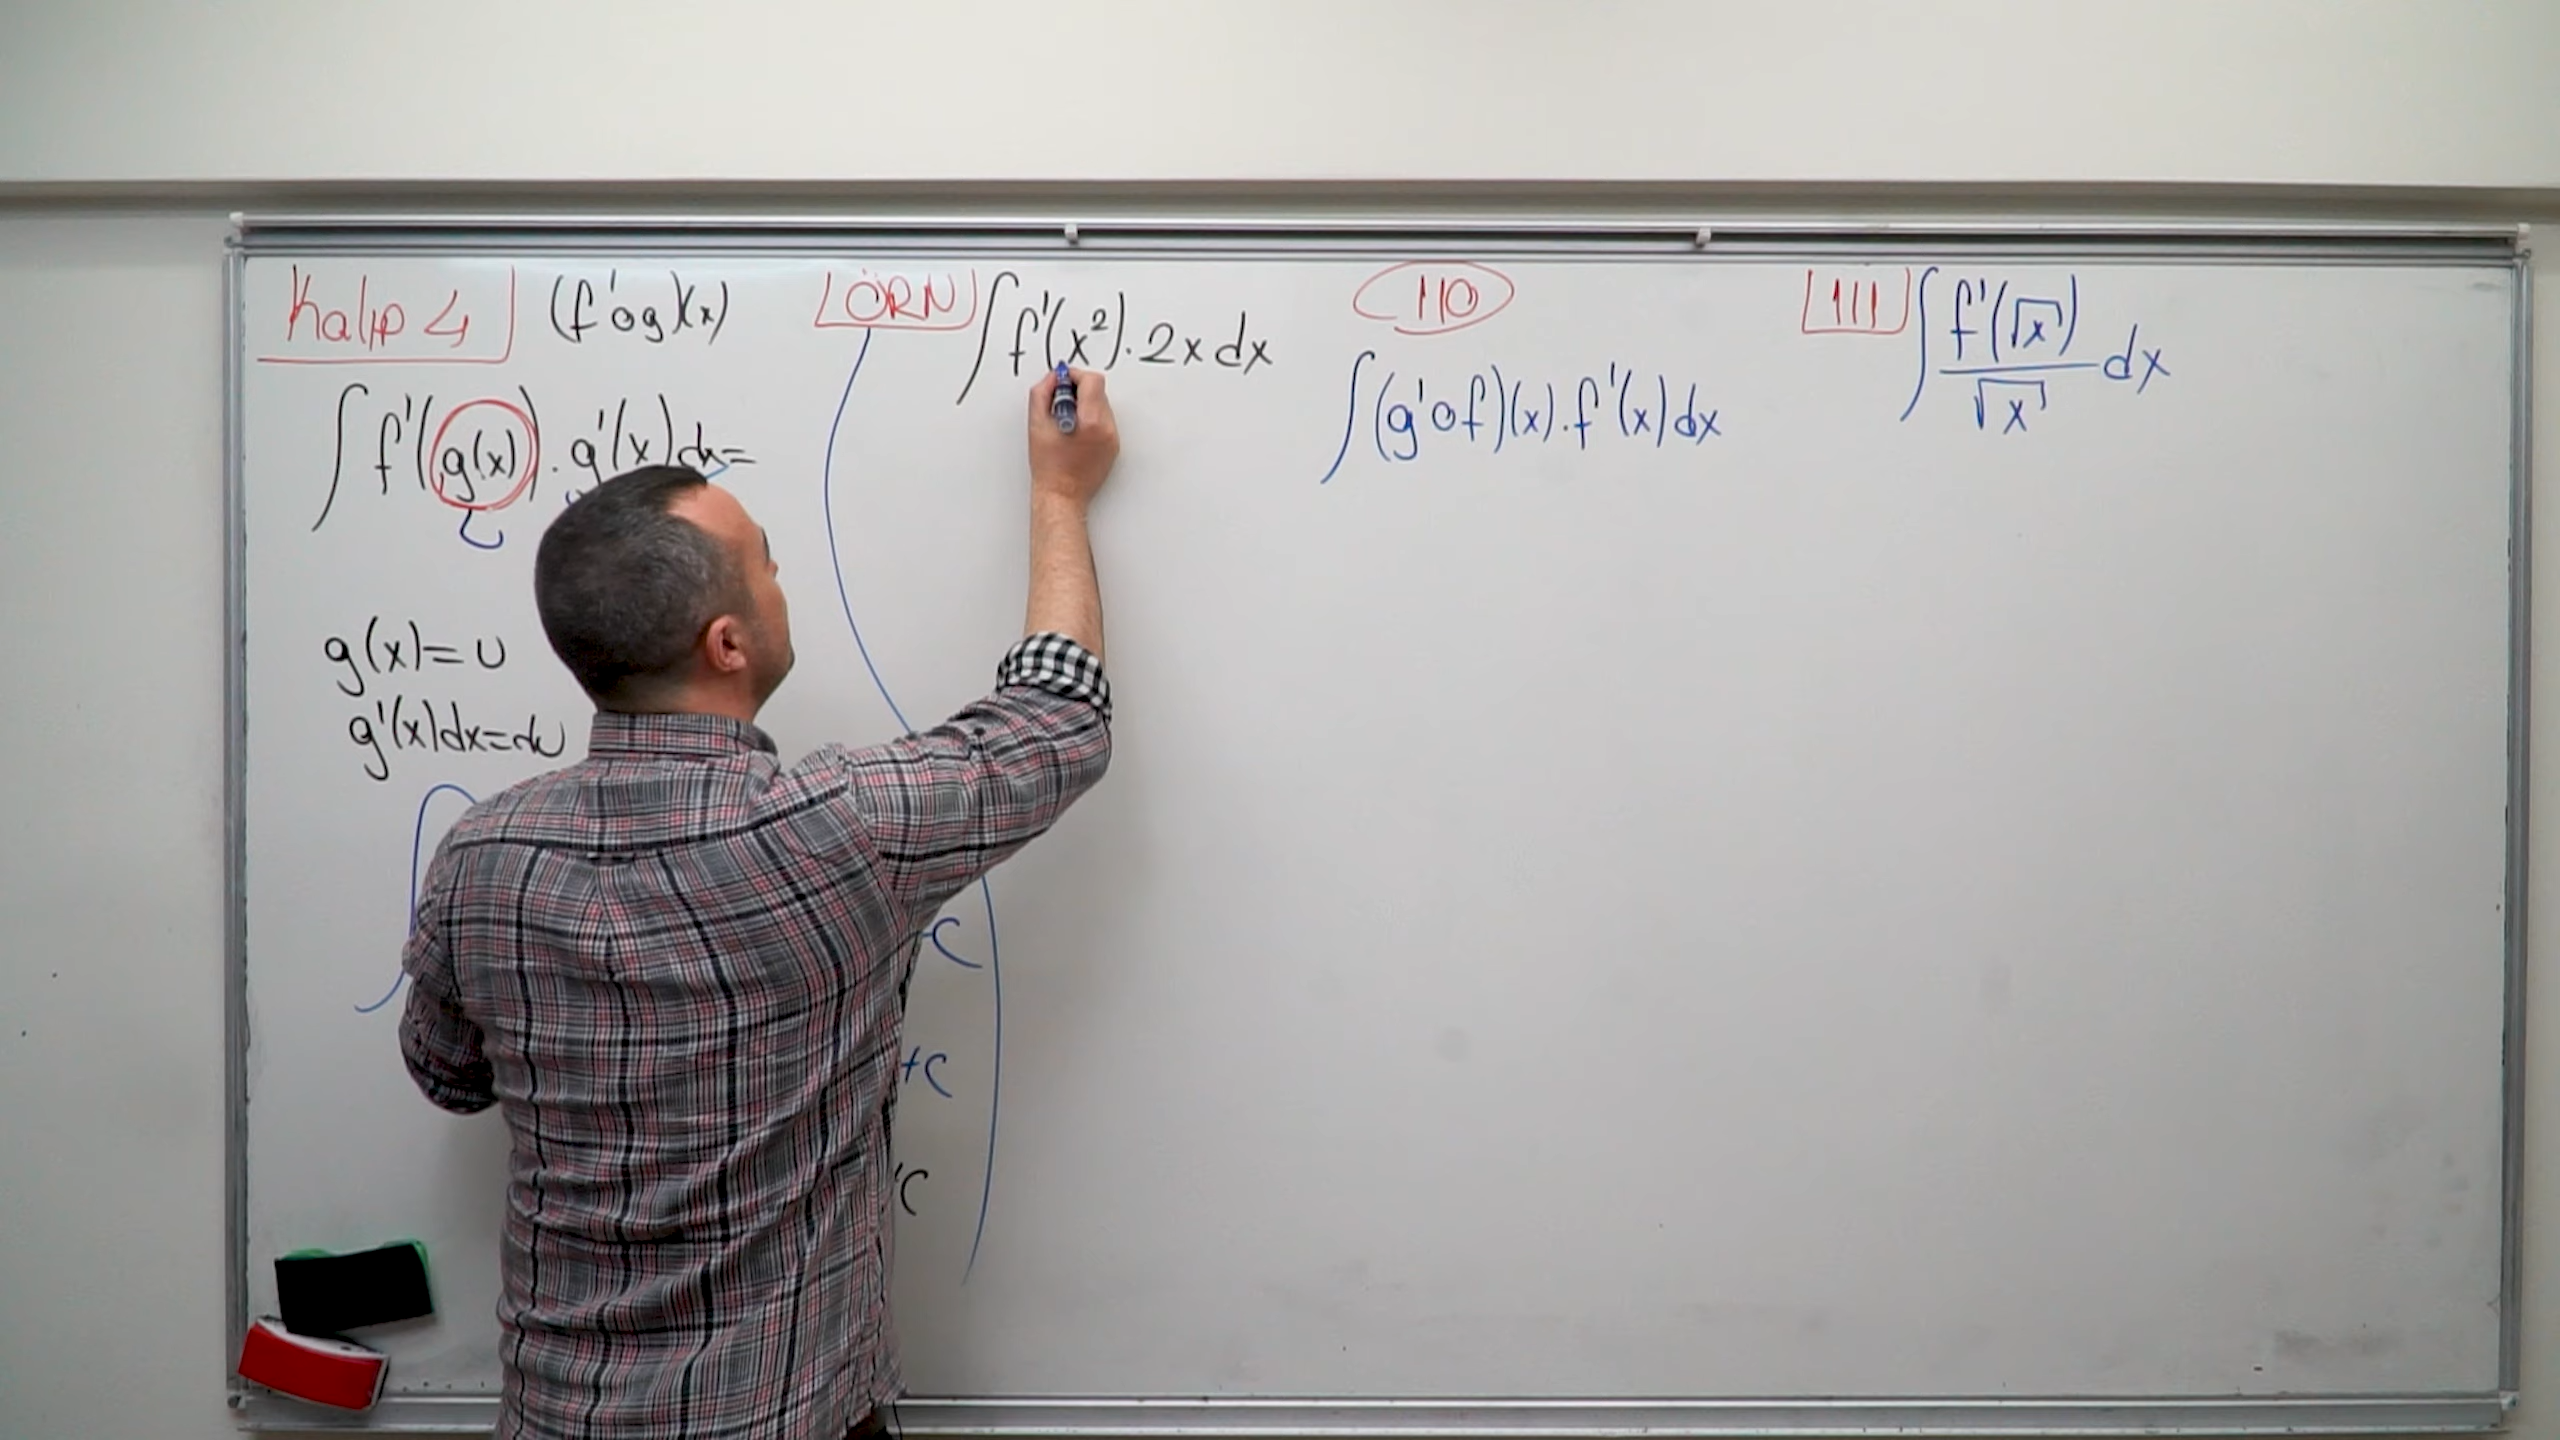 Kalıp 4 (f'og)(x)
∫ f'(g(x)) . g'(x)dx =
g(x) = u
g'(x)dx = du
+C
+C
ÖRN ∫ f'(x²).2x dx
110
∫ (g'of)(x).f'(x)dx
111 ∫ f'(√x)/√x dx